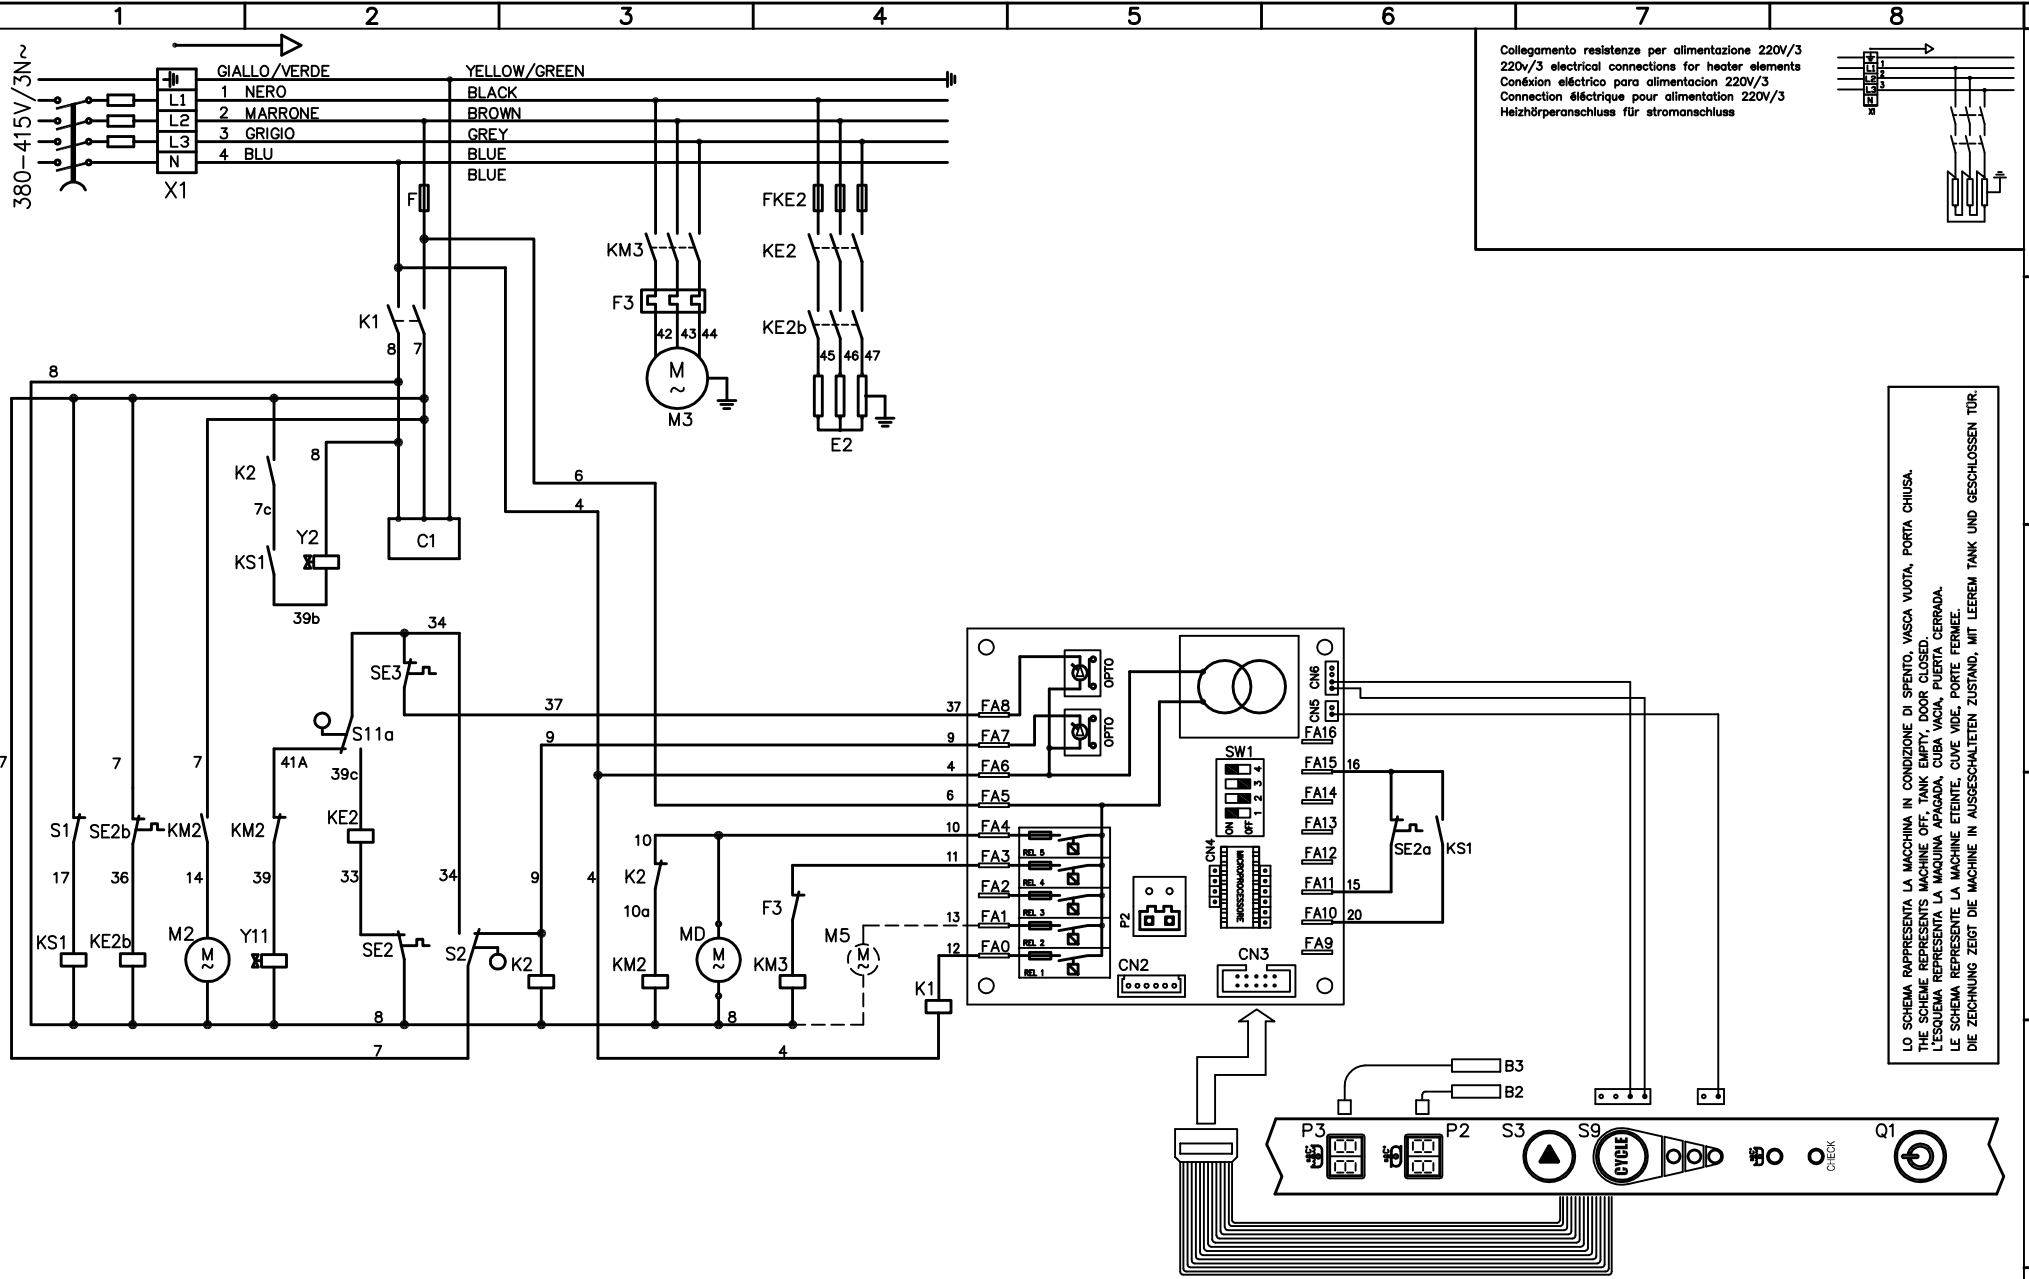 1 2 3 4 5 6 7 8
380-415V/3N~
GIALLO/VERDE YELLOW/GREEN
L1 1 NERO BLACK
L2 2 MARRONE BROWN
L3 3 GRIGIO GREY
N 4 BLU BLUE
BLUE
X1
Collegamento resistenze per alimentazione 220V/3
220v/3 electrical connections for heater elements
Conéxion eléctrico para alimentacion 220V/3
Connection éléctrique pour alimentation 220V/3
Heizhörperanschluss für stromanschluss
L1 1
L2 2
L3 3
N
X1
F FKE2
KM3 KE2
F3
K1 KE2b
8 7 42 43 44 45 46 47
M
~
M3
E2
8
K2 8
7c
6
4
Y2
KS1 C1
39b
34
SE3
37
S11a
9
41A 39c
7 7 7
KE2
S1 SE2b KM2 KM2
17 36 14 39 33 34 9 4
10
K2
10a
F3
KS1 KE2b M2 Y11 SE2 S2 K2
M
~
KM2 MD KM3 M5 K1
M
~
M
~
8 8
7 4
37 FA8
9 FA7
4 FA6
6 FA5
10 FA4
11 FA3
FA2
13 FA1
12 FA0
OPTO
OPTO
REL 5
REL 4
REL 3
REL 2
REL 1
CN6
CN5
SW1
4
3
2
1
ON OFF
CN4
MICROPROCESSORE
P2
CN2
CN3
FA16
FA15 16
FA14
FA13
FA12
FA11 15
FA10 20
FA9
SE2a KS1
LO SCHEMA RAPPRESENTA LA MACCHINA IN CONDIZIONE DI SPENTO, VASCA VUOTA, PORTA CHIUSA.
THE SCHEME REPRESENTS MACHINE OFF, TANK EMPTY, DOOR CLOSED.
L'ESQUEMA REPRESENTA LA MAQUINA APAGADA, CUBA VACIA, PUERTA CERRADA.
LE SCHEMA REPRESENTE LA MACHINE ETEINTE, CUVE VIDE, PORTE FERMEE.
DIE ZEICHNUNG ZEIGT DIE MACHINE IN AUSGESCHALTETEN ZUSTAND, MIT LEEREM TANK UND GESCHLOSSEN TÜR.
B3
B2
P3 P2 S3 S9 Q1
CYCLE
CHECK